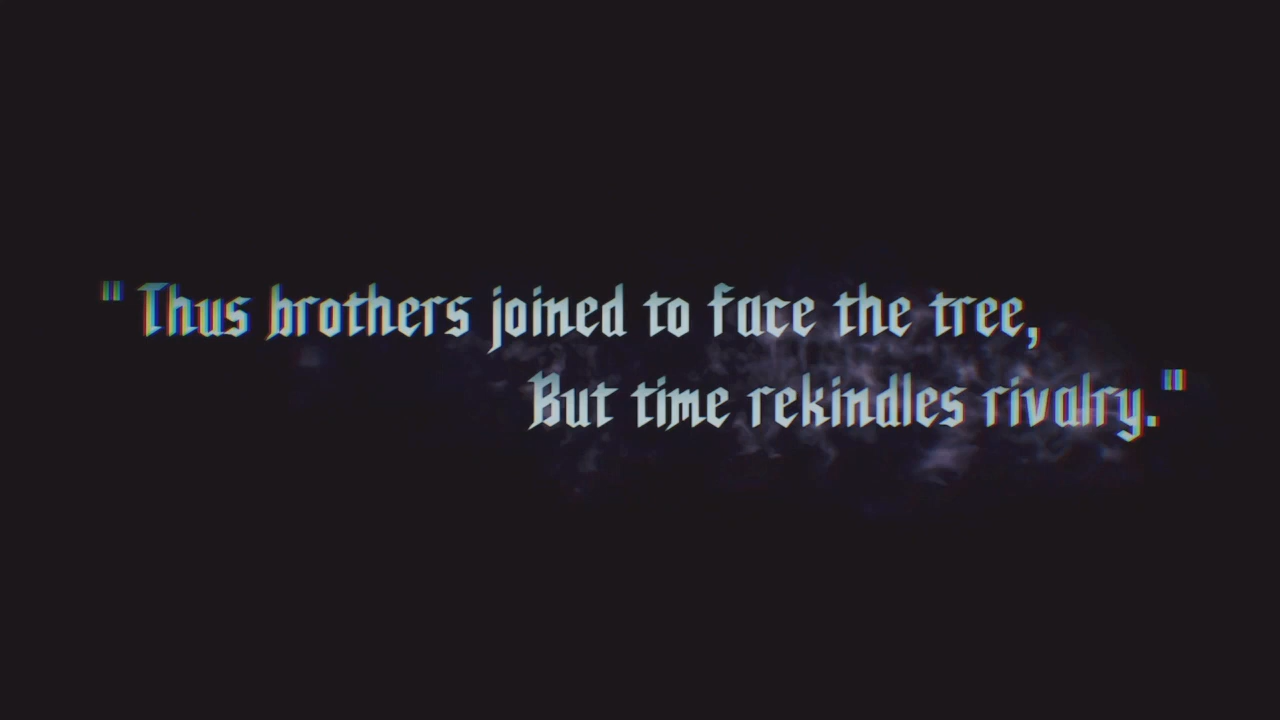 " Thus brothers joined to face the tree,
But time rekindles rivalry."